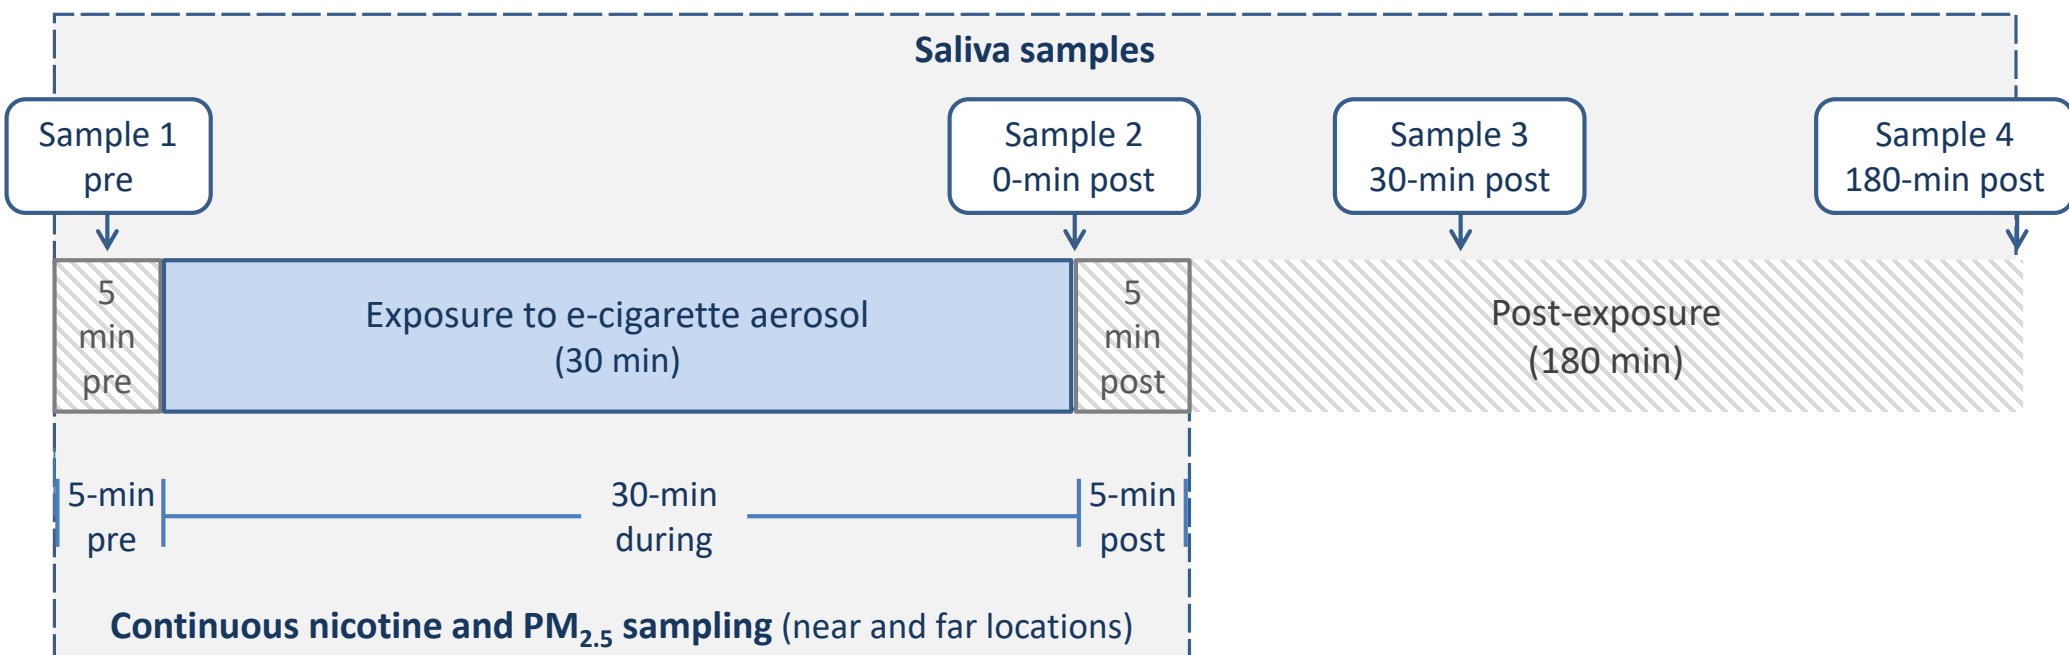 Saliva samples
Sample 1
pre
Sample 2
0-min post
Sample 3
30-min post
Sample 4
180-min post
5
min
pre
Exposure to e-cigarette aerosol
(30 min)
5
min
post
Post-exposure
(180 min)
5-min
pre
30-min
during
5-min
post
Continuous nicotine and PM2.5 sampling (near and far locations)